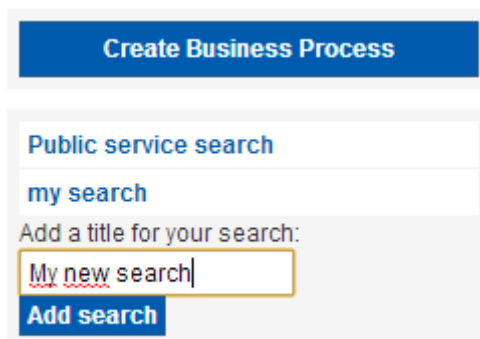 Create Business Process
Public service search
my search
Add a title for your search:
My new search
Add search